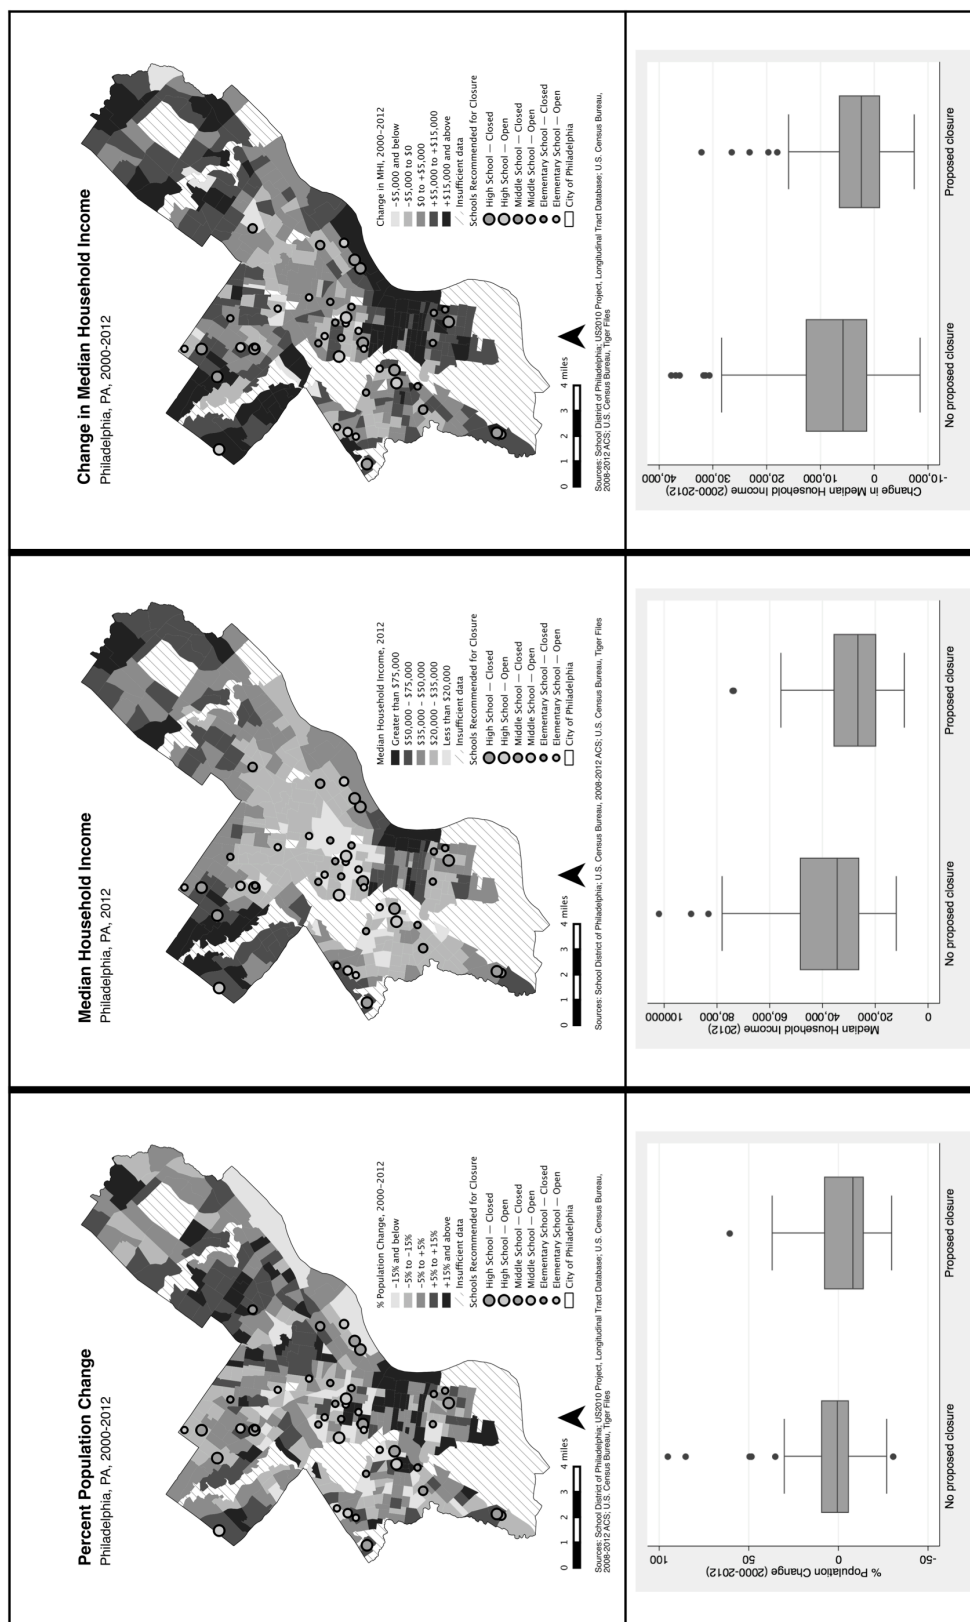 Percent Population Change
Philadelphia, PA, 2000-2012
% Population Change, 2000–2012
-15% and below
-5% to -15%
-5% to +5%
+5% to +15%
+15% and above
Insufficient data
Schools Recommended for Closure
High School — Closed
High School — Open
Middle School — Closed
Middle School — Open
Elementary School — Closed
Elementary School — Open
City of Philadelphia
0 1 2 3 4 miles
Sources: School District of Philadelphia; US2010 Project, Longitudinal Tract Database; U.S. Census Bureau,
2008-2012 ACS; U.S. Census Bureau, Tiger Files
% Population Change (2000-2012)
100
50
0
-50
No proposed closure
Proposed closure
Median Household Income
Philadelphia, PA, 2012
Median Household Income, 2012
Greater than $75,000
$50,000 – $75,000
$35,000 – $50,000
$20,000 – $35,000
Less than $20,000
Insufficient data
Schools Recommended for Closure
High School — Closed
High School — Open
Middle School — Closed
Middle School — Open
Elementary School — Closed
Elementary School — Open
City of Philadelphia
0 1 2 3 4 miles
Sources: School District of Philadelphia; U.S. Census Bureau, 2008-2012 ACS; U.S. Census Bureau, Tiger Files
Median Household Income (2012)
100000
80,000
60,000
40,000
20,000
0
No proposed closure
Proposed closure
Change in Median Household Income
Philadelphia, PA, 2000-2012
Change in MHI, 2000–2012
-$5,000 and below
-$5,000 to $0
$0 to +$5,000
+$5,000 to +$15,000
+$15,000 and above
Insufficient data
Schools Recommended for Closure
High School — Closed
High School — Open
Middle School — Closed
Middle School — Open
Elementary School — Closed
Elementary School — Open
City of Philadelphia
0 1 2 3 4 miles
Sources: School District of Philadelphia; US2010 Project, Longitudinal Tract Database; U.S. Census Bureau,
2008-2012 ACS; U.S. Census Bureau, Tiger Files
Change in Median Household Income (2000-2012)
40,000
30,000
20,000
10,000
0
-10,000
No proposed closure
Proposed closure